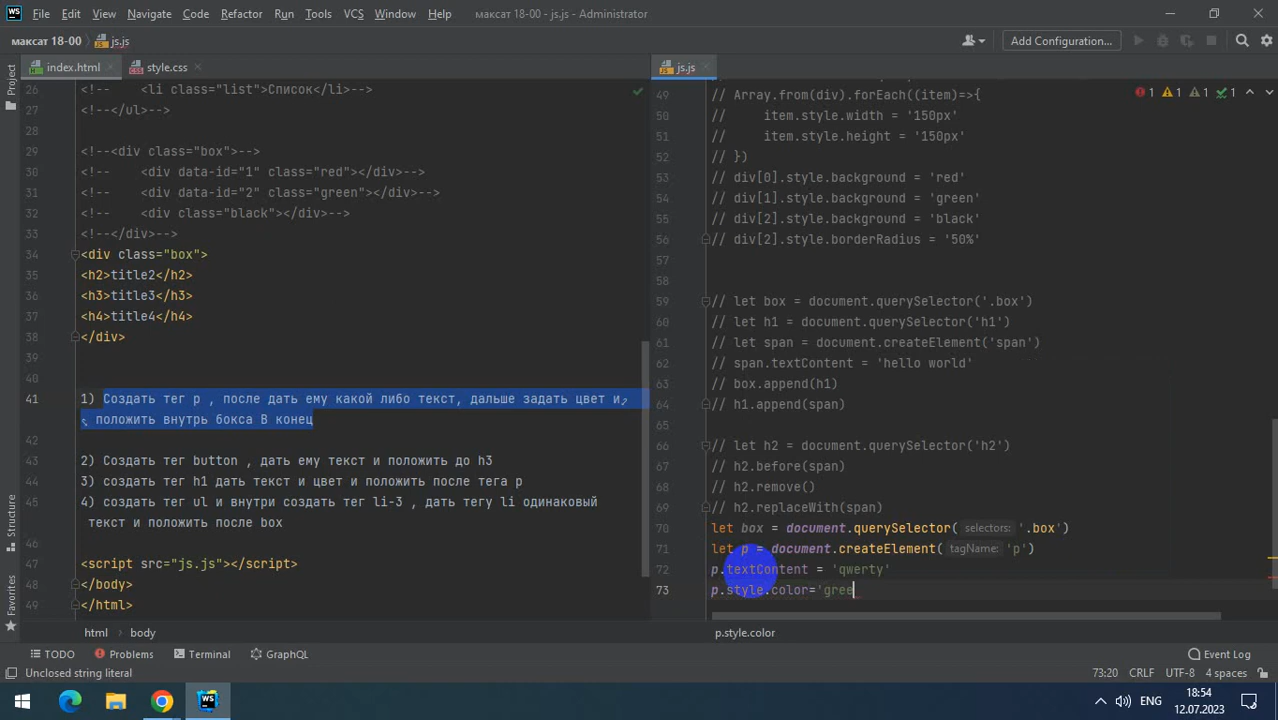 WS File Edit View Navigate Code Refactor Run Tools VCS Window Help максат 18-00 - js.js - Administrator
максат 18-00 js.js Add Configuration...
index.html style.css js.js
Project
26 <!-- <li class="list">Список</li>-->
27 <!--</ul>-->
28
29 <!--<div class="box">-->
30 <!-- <div data-id="1" class="red"></div>-->
31 <!-- <div data-id="2" class="green"></div>-->
32 <!-- <div class="black"></div>-->
33 <!--</div>-->
34 <div class="box">
35 <h2>title2</h2>
36 <h3>title3</h3>
37 <h4>title4</h4>
38 </div>
39
40
41 1) Создать тег p , после дать ему какой либо текст, дальше задать цвет и
положить внутрь бокса В конец
42
43 2) Создать тег button , дать ему текст и положить до h3
44 3) создать тег h1 дать текст и цвет и положить после тега p
45 4) создать тег ul и внутри создать тег li-3 , дать тегу li одинаковый
текст и положить после box
46
47 <script src="js.js"></script>
48 </body>
49 </html>
html body
1 1 1 1
49 // Array.from(div).forEach((item)=>{
50 // item.style.width = '150px'
51 // item.style.height = '150px'
52 // })
53 // div[0].style.background = 'red'
54 // div[1].style.background = 'green'
55 // div[2].style.background = 'black'
56 // div[2].style.borderRadius = '50%'
57
58
59 // let box = document.querySelector('.box')
60 // let h1 = document.querySelector('h1')
61 // let span = document.createElement('span')
62 // span.textContent = 'hello world'
63 // box.append(h1)
64 // h1.append(span)
65
66 // let h2 = document.querySelector('h2')
67 // h2.before(span)
68 // h2.remove()
69 // h2.replaceWith(span)
70 let box = document.querySelector( selectors: '.box')
71 let p = document.createElement( tagName: 'p')
72 p.textContent = 'qwerty'
73 p.style.color='gree
p.style.color
Structure
Favorites
TODO Problems Terminal GraphQL Event Log
Unclosed string literal 73:20 CRLF UTF-8 4 spaces
WS ENG 18:54
12.07.2023